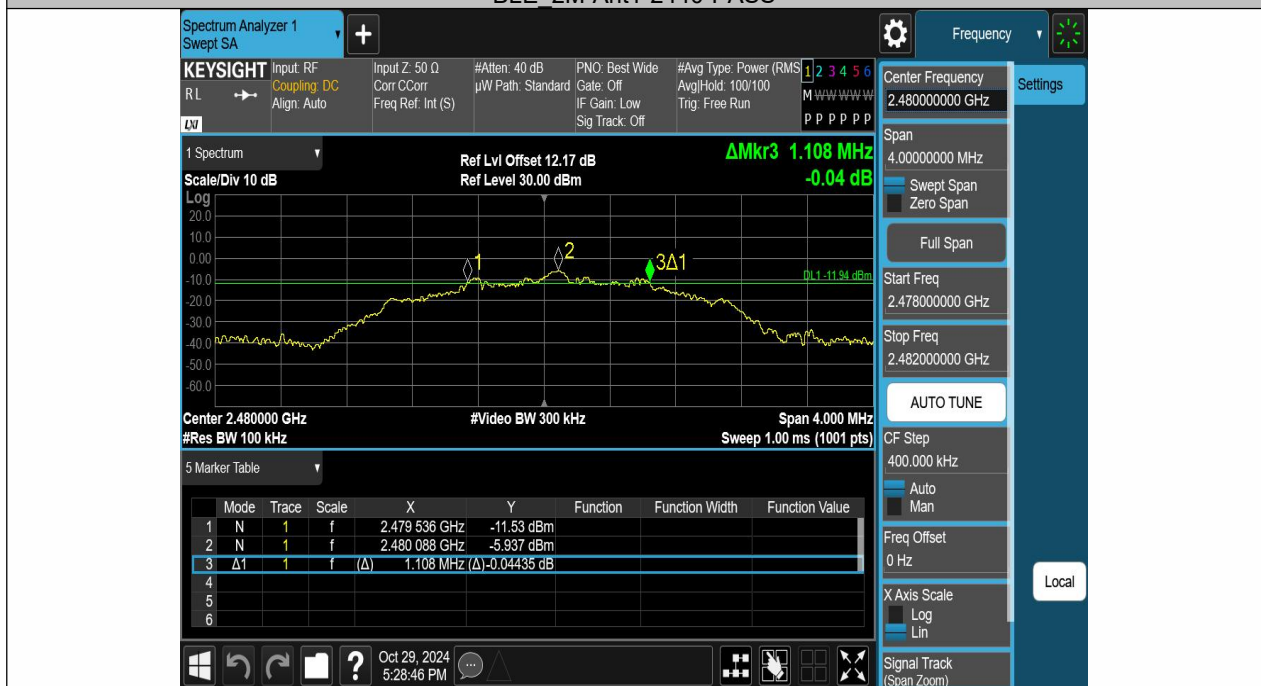 Spectrum Analyzer 1
Swept SA
+
Frequency
KEYSIGHT
RL
LXI
Input: RF
Coupling: DC
Align: Auto
Input Z: 50 Ω
Corr CCorr
Freq Ref: Int (S)
#Atten: 40 dB
µW Path: Standard
PNO: Best Wide
Gate: Off
IF Gain: Low
Sig Track: Off
#Avg Type: Power (RMS
Avg|Hold: 100/100
Trig: Free Run
1 2 3 4 5 6
M W W W W W
P P P P P P
1 Spectrum
Scale/Div 10 dB
Ref Lvl Offset 12.17 dB
Ref Level 30.00 dBm
ΔMkr3 1.108 MHz
-0.04 dB
Log
20.0
10.0
0.00
-10.0
-20.0
-30.0
-40.0
-50.0
-60.0
1
2
3Δ1
DL1 -11.94 dBm
Center 2.480000 GHz
#Video BW 300 kHz
Span 4.000 MHz
#Res BW 100 kHz
Sweep 1.00 ms (1001 pts)
5 Marker Table
Mode Trace Scale X Y Function Function Width Function Value
1 N 1 f 2.479 536 GHz -11.53 dBm
2 N 1 f 2.480 088 GHz -5.937 dBm
3 Δ1 1 f (Δ) 1.108 MHz (Δ) -0.04435 dB
4
5
6
Oct 29, 2024
5:28:46 PM
Center Frequency
2.480000000 GHz
Settings
Span
4.00000000 MHz
Swept Span
Zero Span
Full Span
Start Freq
2.478000000 GHz
Stop Freq
2.482000000 GHz
AUTO TUNE
CF Step
400.000 kHz
Auto
Man
Freq Offset
0 Hz
X Axis Scale
Log
Lin
Local
Signal Track
(Span Zoom)